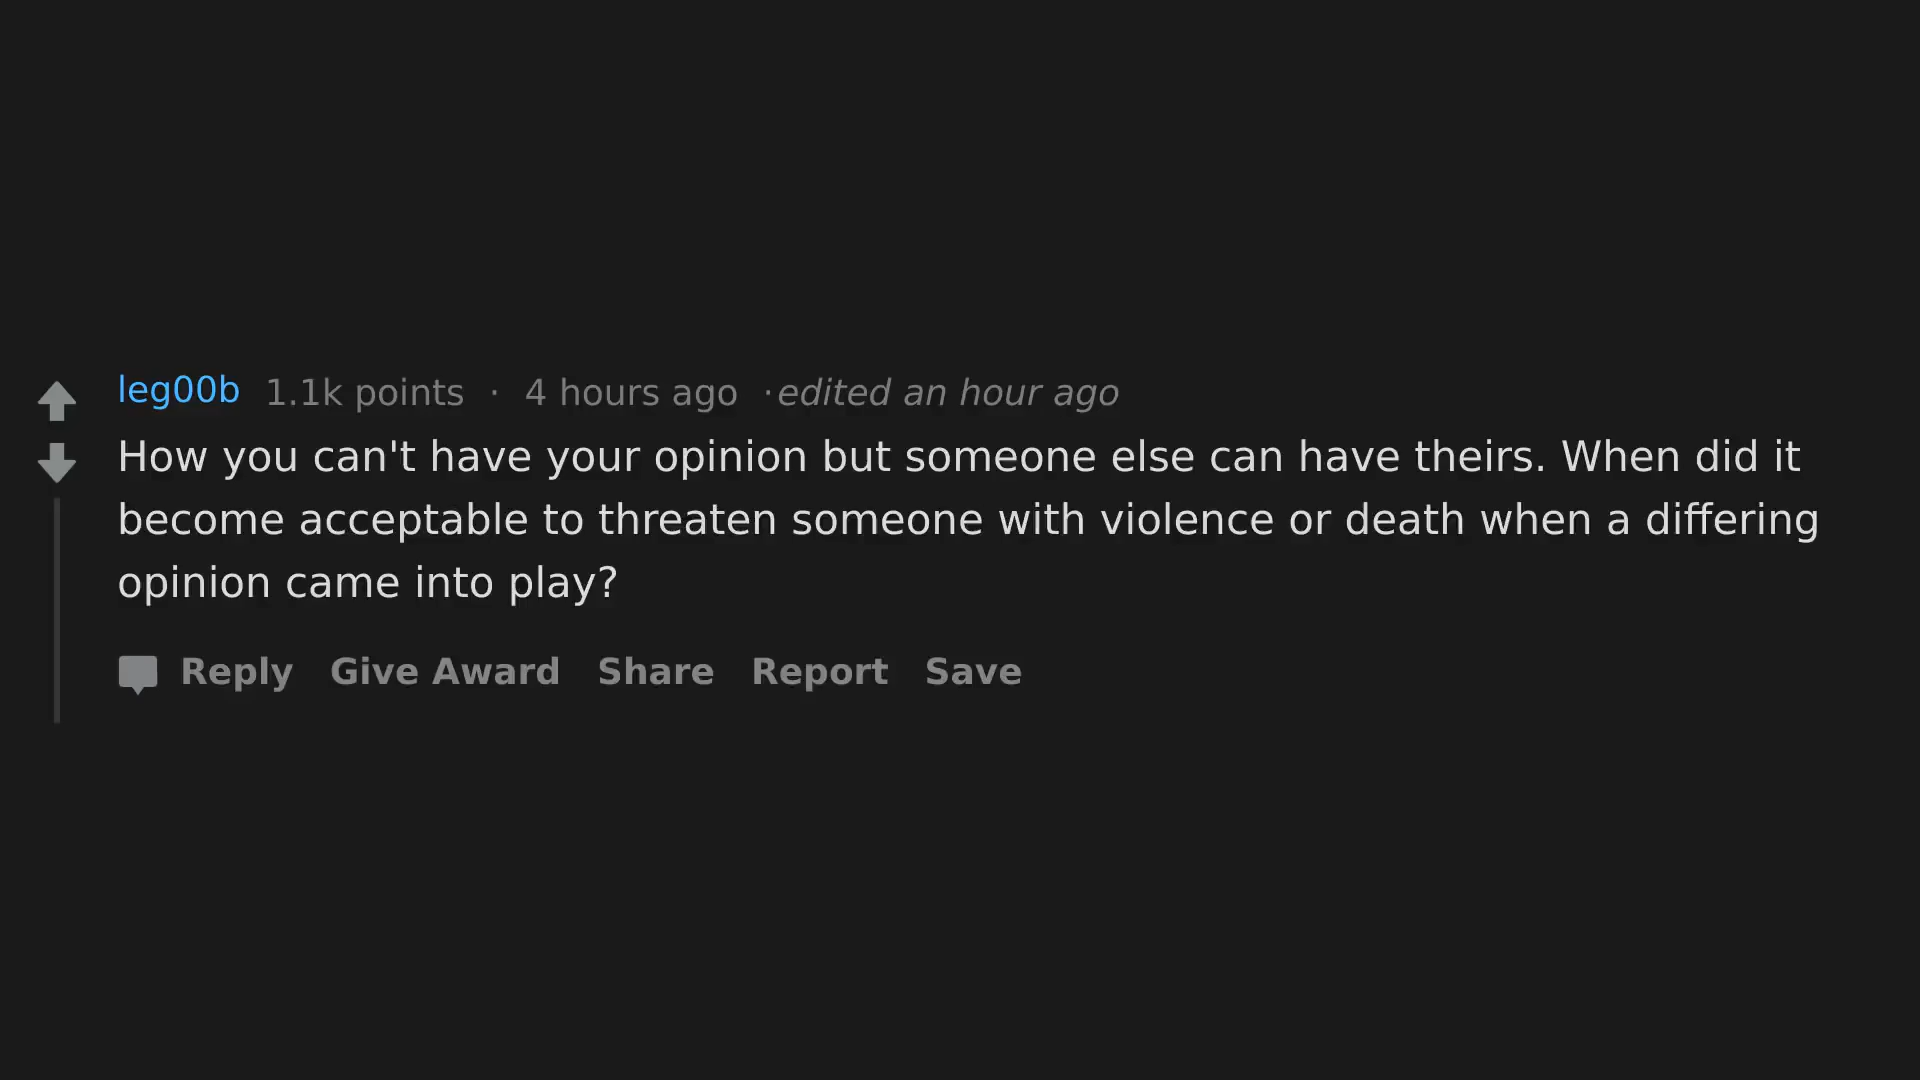 leg00b 1.1k points · 4 hours ago ·edited an hour ago
How you can't have your opinion but someone else can have theirs. When did it
become acceptable to threaten someone with violence or death when a differing
opinion came into play?
Reply Give Award Share Report Save